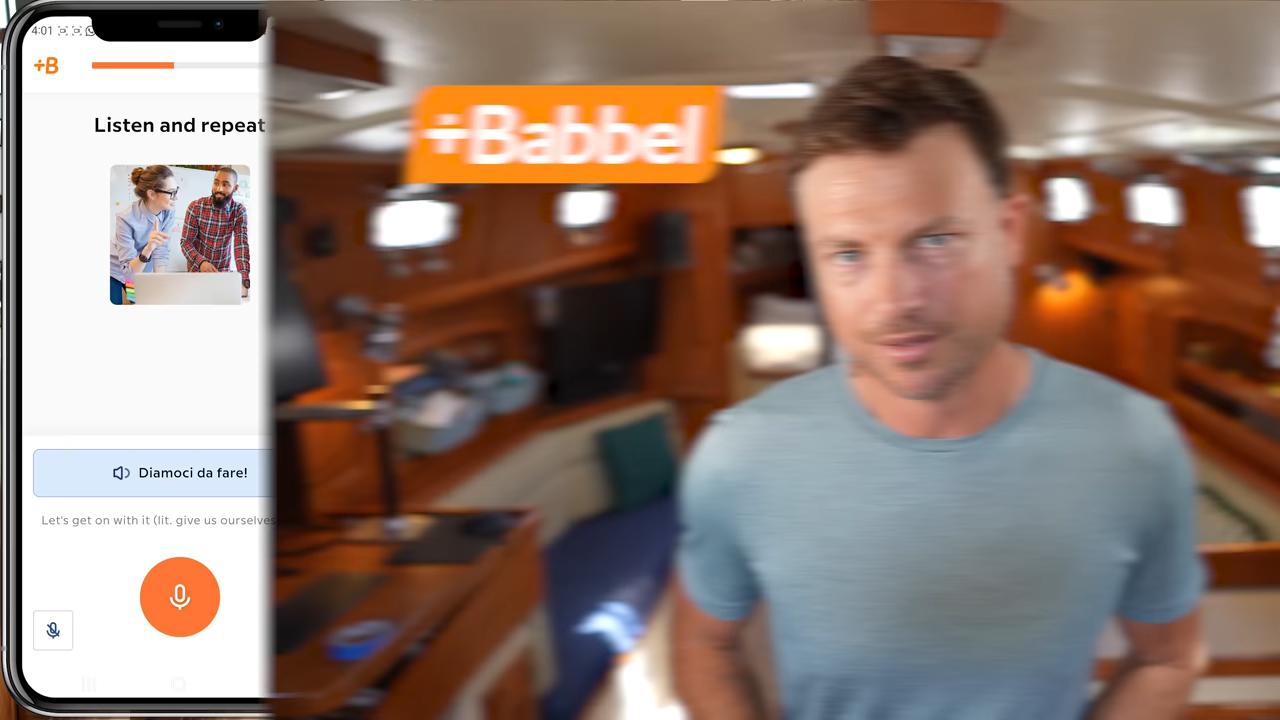 4:01
+B
Listen and repeat
+Babbel
Diamoci da fare!
Let's get on with it (lit. give us ourselves